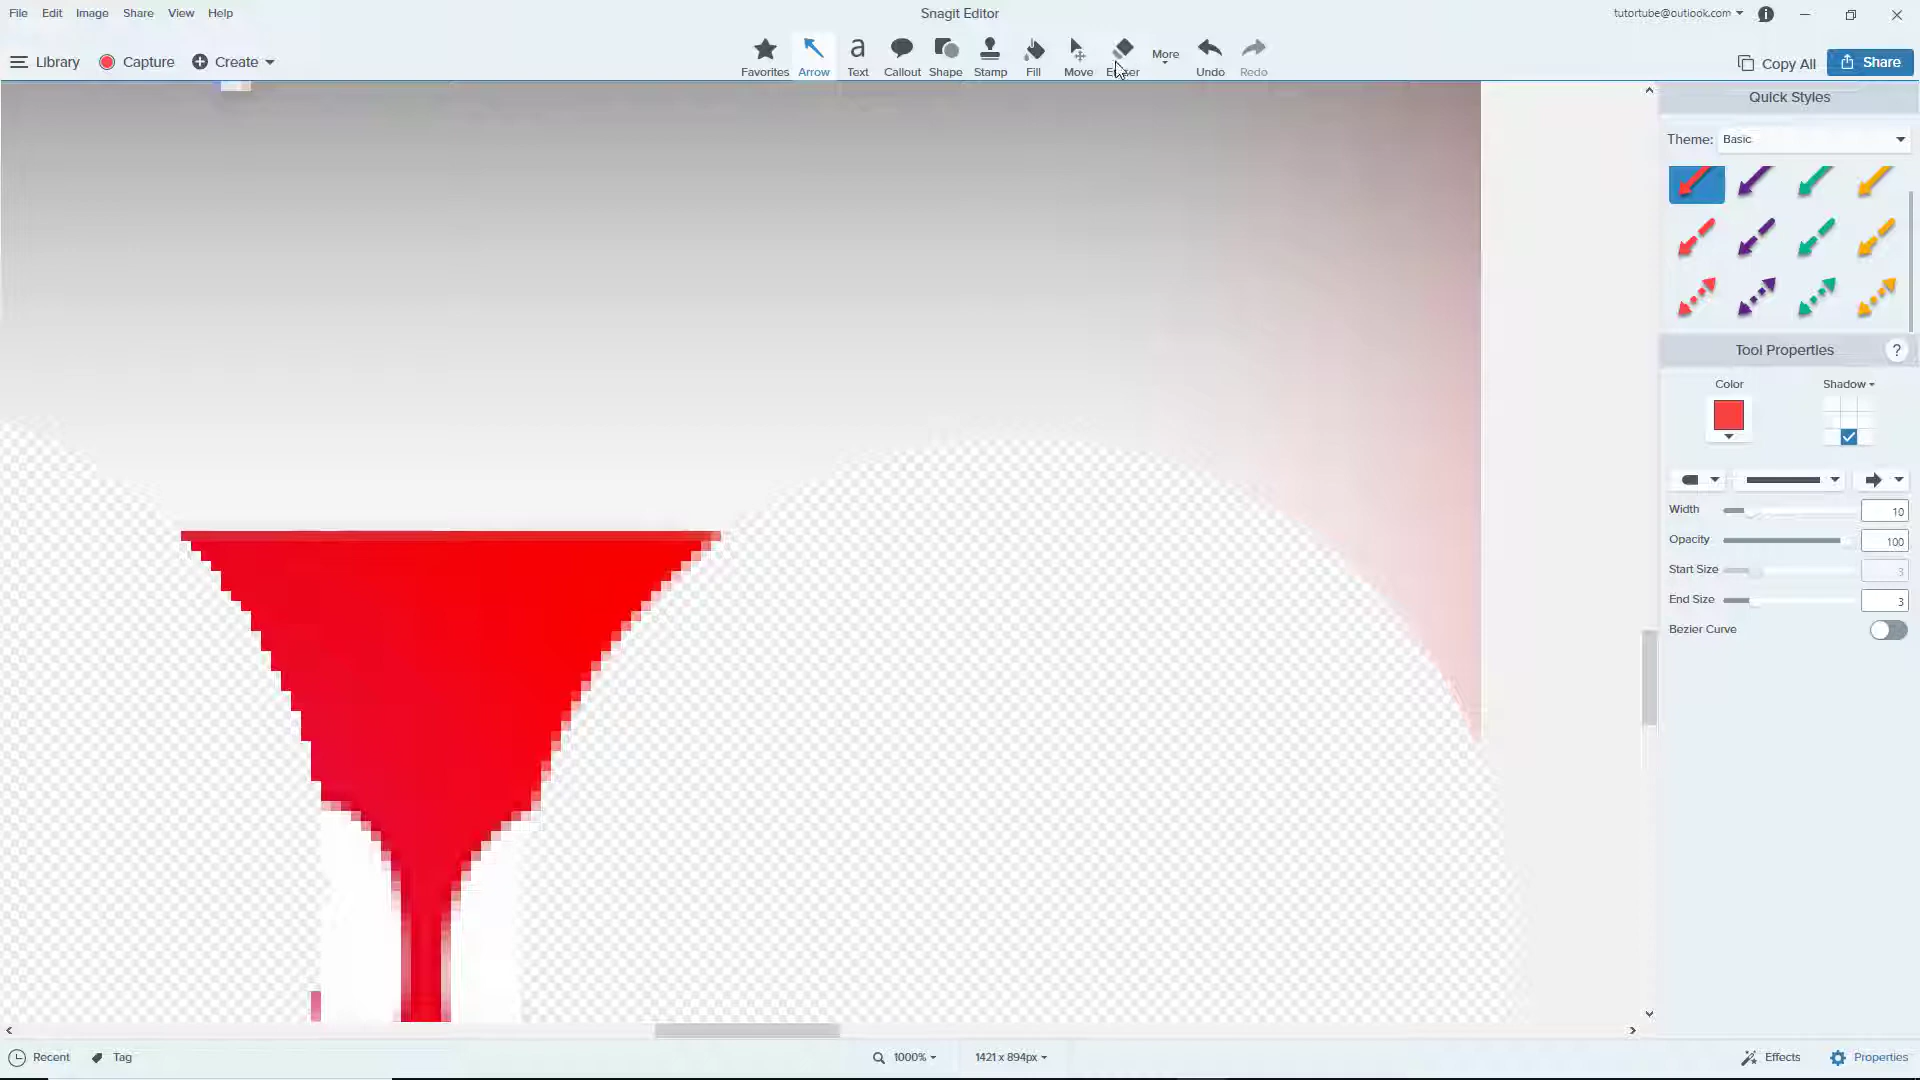 File Edit Image Share View Help
Snagit Editor
tutortube@outlook.com
Library Capture Create
Favorites Arrow Text Callout Shape Stamp Fill Move Eraser More Undo Redo
Copy All Share
Quick Styles
Theme: Basic
Tool Properties ?
Color Shadow
Width 10
Opacity 100
Start Size 3
End Size 3
Bezier Curve
Recent Tag 1000% 1421 x 894px Effects Properties